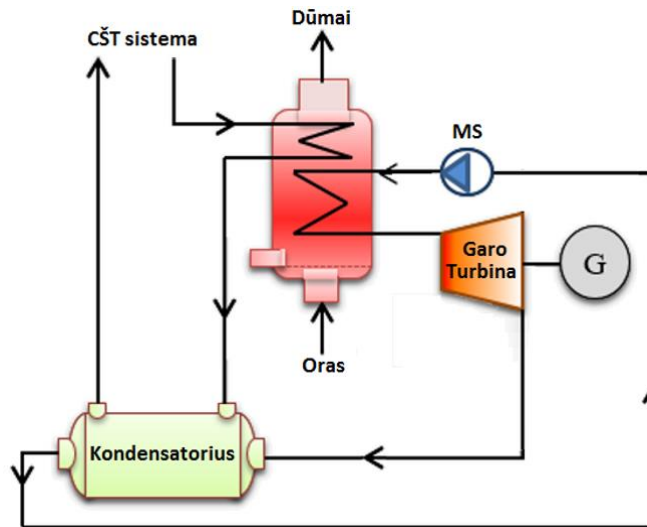 Dūmai
CŠT sistema
MS
Garo
Turbina
G
Oras
Kondensatorius